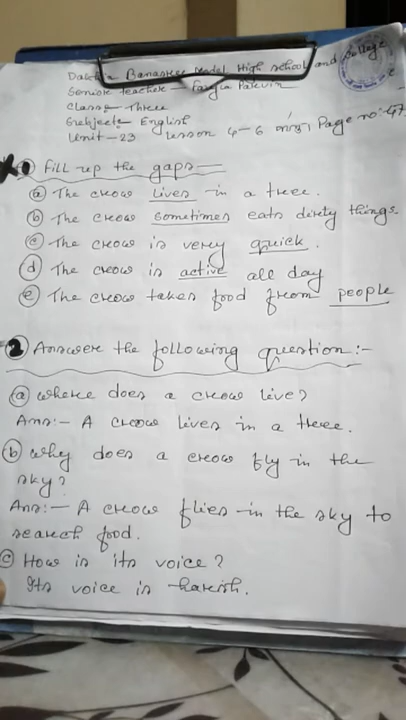 Banasree Model High school and College
Senior teacher - Pervin
Class - Three
Subject - English
Unit - 23 Lesson 4-6 Page no: 47
1 Fill up the gaps —
(a) The crow lives in a tree.
(b) The crow sometimes eats dirty things.
(c) The crow is very quick.
(d) The crow is active all day
(e) The crow takes food from people
2 Answer the following question :-
(a) where does a crow live?
Ans:- A crow lives in a tree.
(b) why does a crow fly in the
sky?
Ans:- A crow flies in the sky to
search food.
(c) How is its voice?
Its voice is harsh.